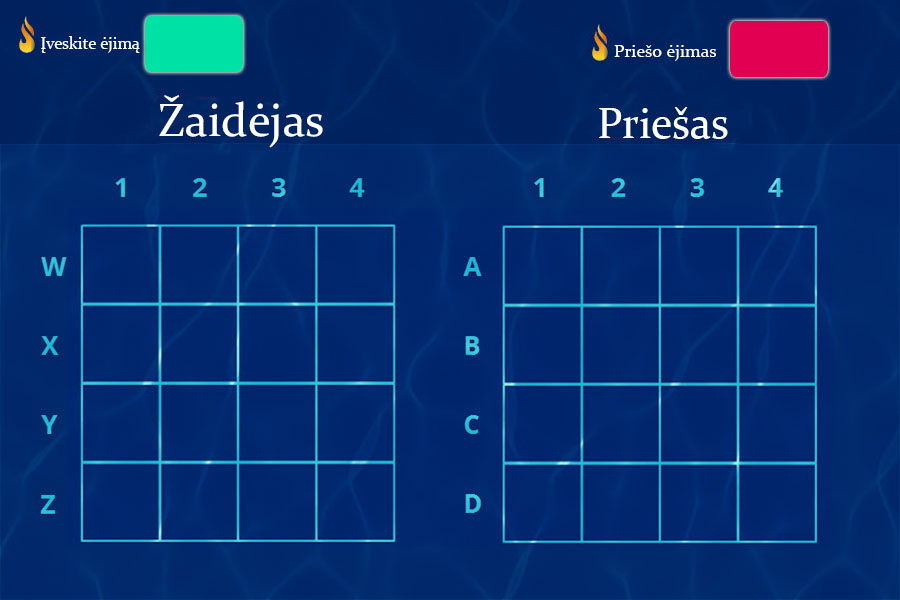 Įveskite ėjimą
Priešo ėjimas
Žaidėjas
Priešas
1 2 3 4
1 2 3 4
W
X
Y
Z
A
B
C
D